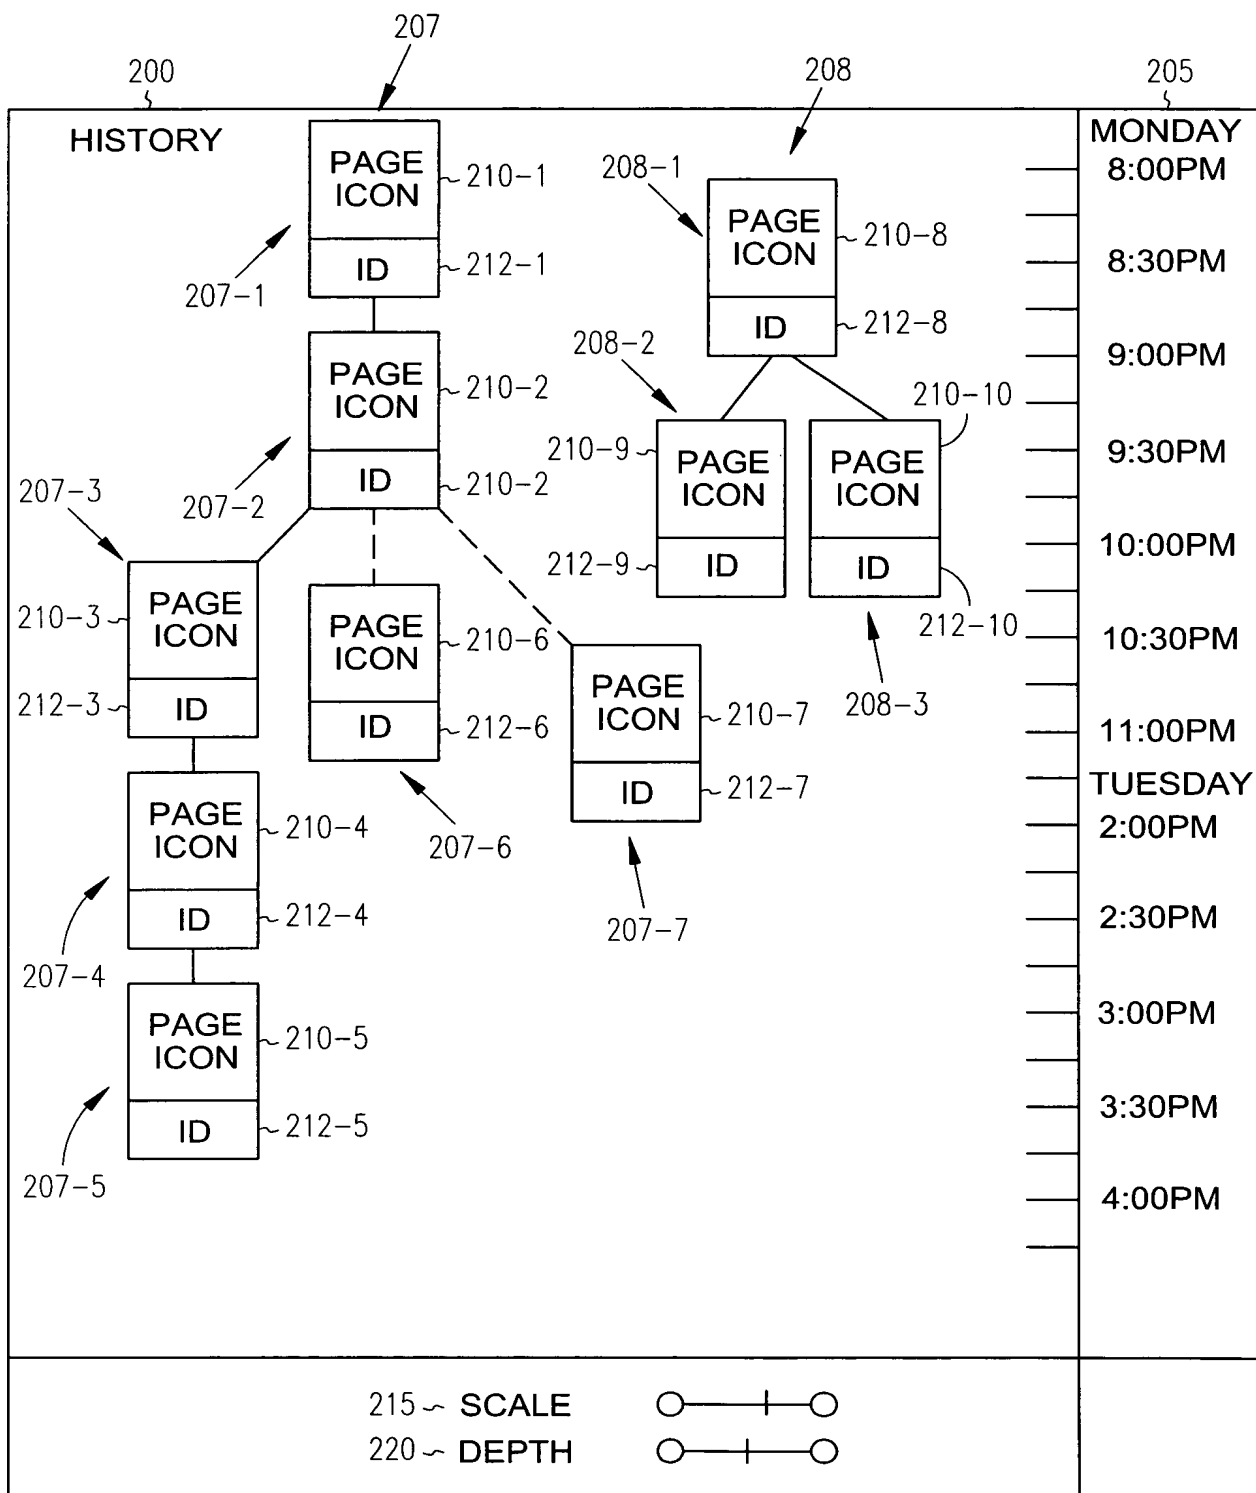 207
200
208
205
HISTORY
MONDAY
PAGE
ICON
210-1
8:00PM
208-1
PAGE
ICON
210-8
ID
212-1
8:30PM
207-1
ID
212-8
208-2
9:00PM
PAGE
ICON
210-2
210-10
210-9
PAGE
ICON
PAGE
ICON
9:30PM
207-3
207-2
ID
210-2
10:00PM
212-9
ID
ID
210-3
PAGE
ICON
PAGE
ICON
210-6
212-10
10:30PM
212-3
ID
ID
212-6
PAGE
ICON
210-7
208-3
11:00PM
TUESDAY
ID
212-7
PAGE
ICON
210-4
207-6
2:00PM
ID
212-4
207-7
2:30PM
207-4
PAGE
ICON
210-5
3:00PM
ID
212-5
3:30PM
207-5
4:00PM
215 SCALE
220 DEPTH